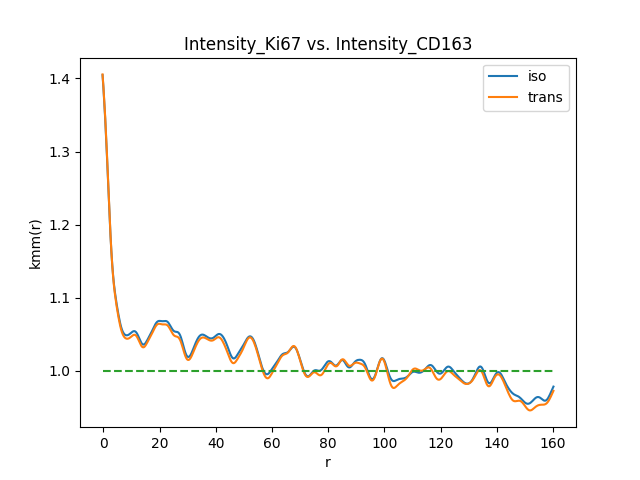 Intensity_Ki67 vs. Intensity_CD163
iso
trans
1.4
1.3
1.2
1.1
1.0
kmm(r)
0 20 40 60 80 100 120 140 160
r